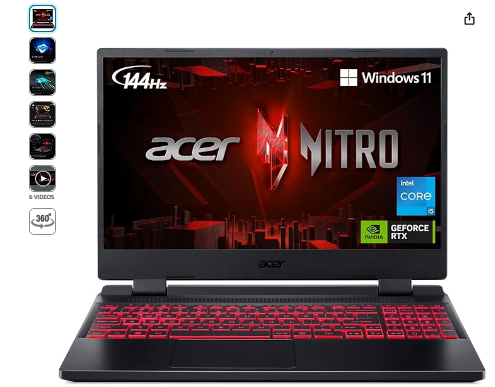 144Hz
Windows 11
acer NITRO
intel
CORE
i5
NVIDIA
GEFORCE
RTX
acer
6 VIDEOS
360°